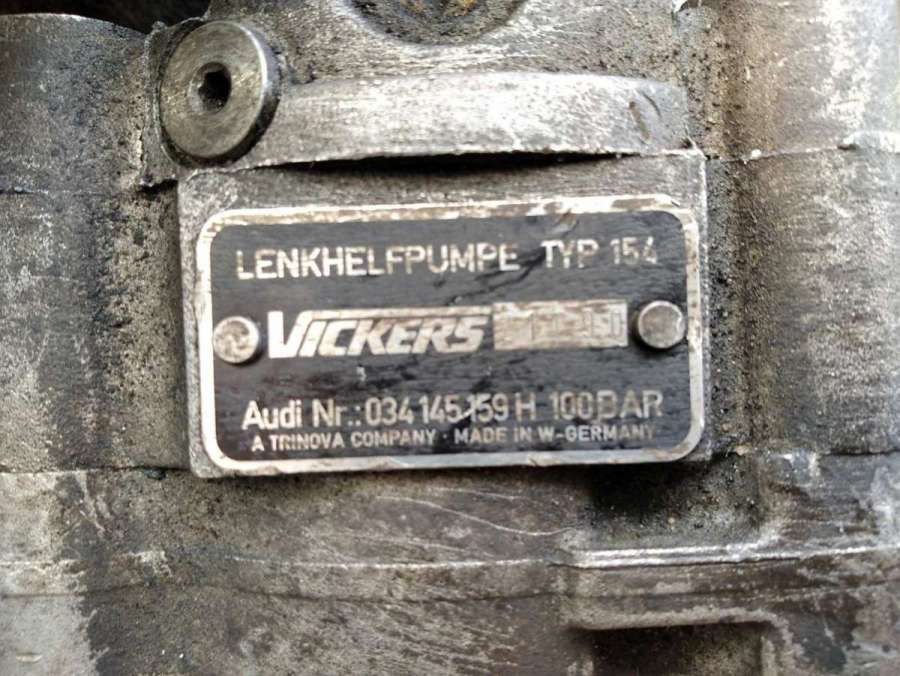 LENKHELFPUMPE TYP 154
VICKERS
Audi Nr.: 034 145 159 H 100BAR
A TRINOVA COMPANY · MADE IN W-GERMANY